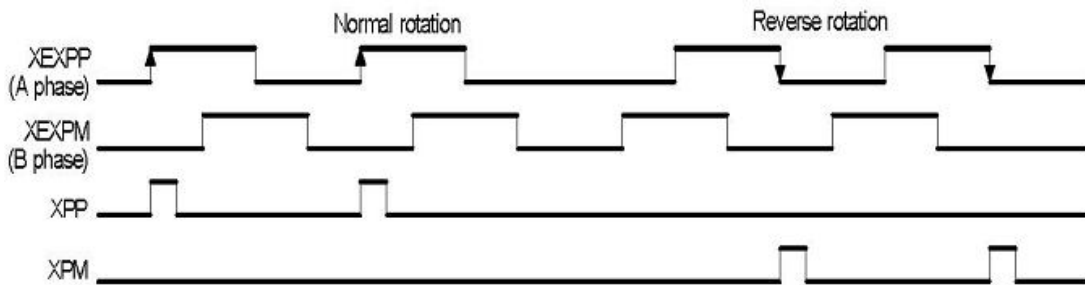 Normal rotation
Reverse rotation
XEXPP
(A phase)
XEXPM
(B phase)
XPP
XPM